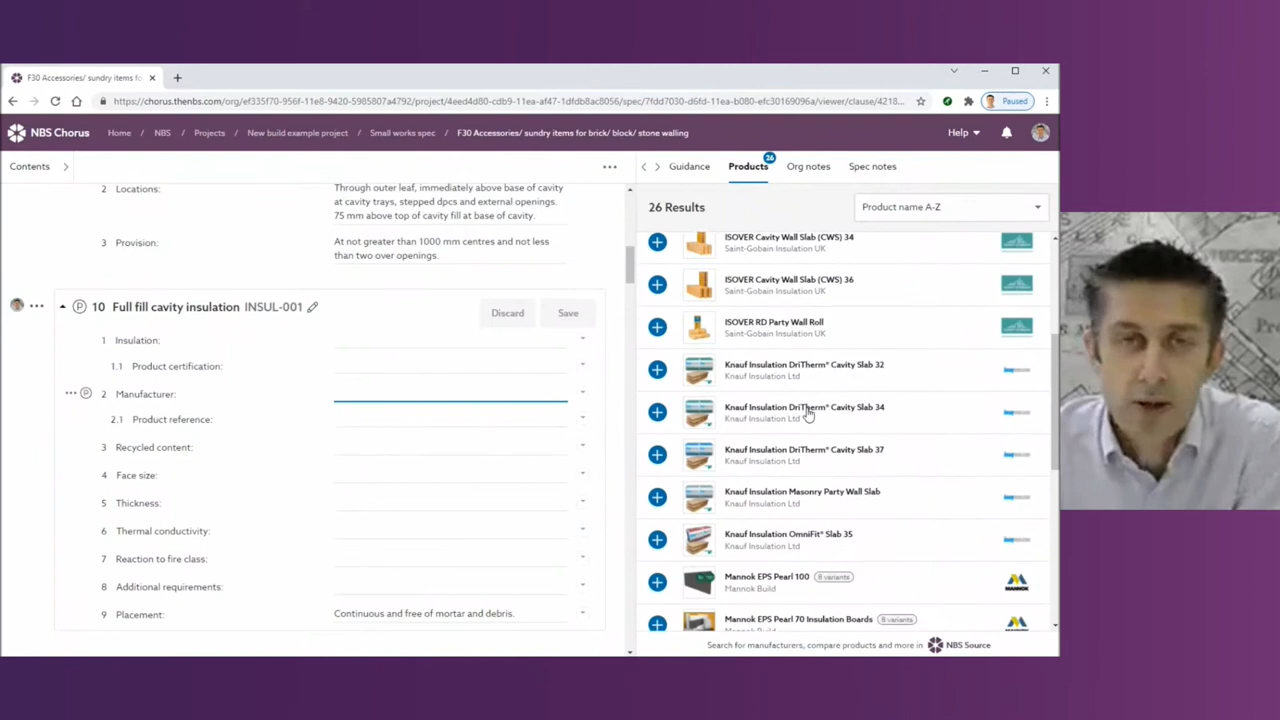 F30 Accessories/ sundry items fo
https://chorus.thenbs.com/org/ef335f70-956f-11e8-9420-5985807a4792/project/4eed4d80-cdb9-11ea-af47-1dfdb8ac8056/spec/7fdd7030-d6fd-11ea-b080-efc30169096a/viewer/clause/4218...
Paused
NBS Chorus
Home / NBS / Projects / New build example project / Small works spec / F30 Accessories/ sundry items for brick/ block/ stone walling
Help
Contents
Guidance
Products
26
Org notes
Spec notes
2 Locations:
Through outer leaf, immediately above base of cavity
at cavity trays, stepped dpcs and external openings.
75 mm above top of cavity fill at base of cavity.
3 Provision:
At not greater than 1000 mm centres and not less
than two over openings.
P 10 Full fill cavity insulation INSUL-001
Discard
Save
1 Insulation:
1.1 Product certification:
P 2 Manufacturer:
2.1 Product reference:
3 Recycled content:
4 Face size:
5 Thickness:
6 Thermal conductivity:
7 Reaction to fire class:
8 Additional requirements:
9 Placement:
Continuous and free of mortar and debris.
26 Results
Product name A-Z
ISOVER Cavity Wall Slab (CWS) 34
Saint-Gobain Insulation UK
ISOVER Cavity Wall Slab (CWS) 36
Saint-Gobain Insulation UK
ISOVER RD Party Wall Roll
Saint-Gobain Insulation UK
Knauf Insulation DriTherm® Cavity Slab 32
Knauf Insulation Ltd
Knauf Insulation DriTherm® Cavity Slab 34
Knauf Insulation Ltd
Knauf Insulation DriTherm® Cavity Slab 37
Knauf Insulation Ltd
Knauf Insulation Masonry Party Wall Slab
Knauf Insulation Ltd
Knauf Insulation OmniFit® Slab 35
Knauf Insulation Ltd
Mannok EPS Pearl 100 8 variants
Mannok Build
MANNOK
Mannok EPS Pearl 70 Insulation Boards 8 variants
Mannok Build
Search for manufacturers, compare products and more in NBS Source